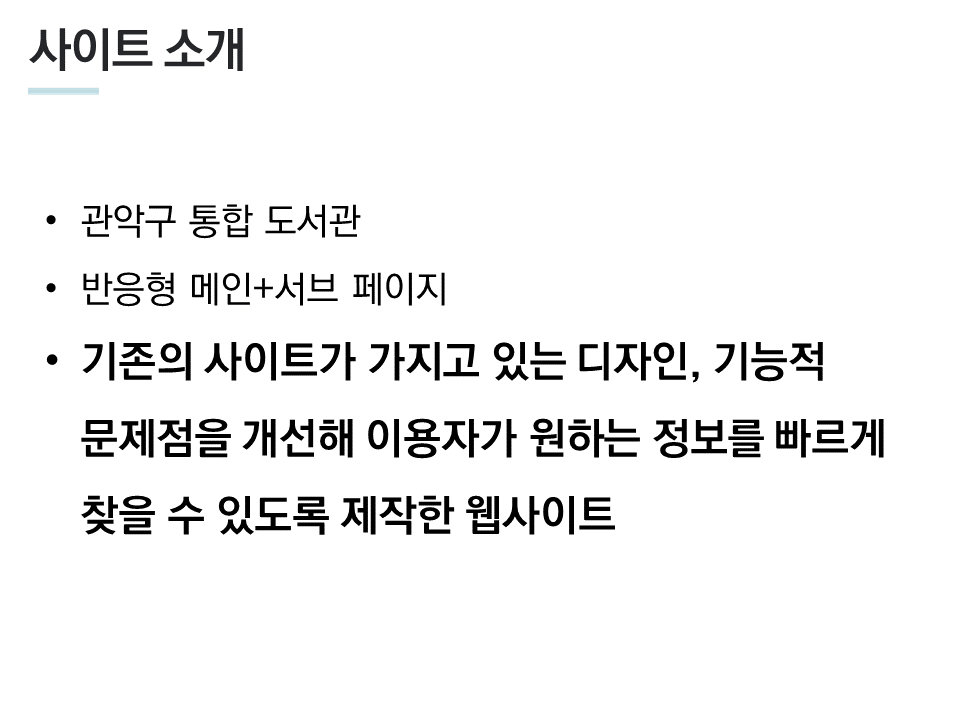 사이트 소개
• 관악구 통합 도서관
• 반응형 메인+서브 페이지
• 기존의 사이트가 가지고 있는 디자인, 기능적
문제점을 개선해 이용자가 원하는 정보를 빠르게
찾을 수 있도록 제작한 웹사이트